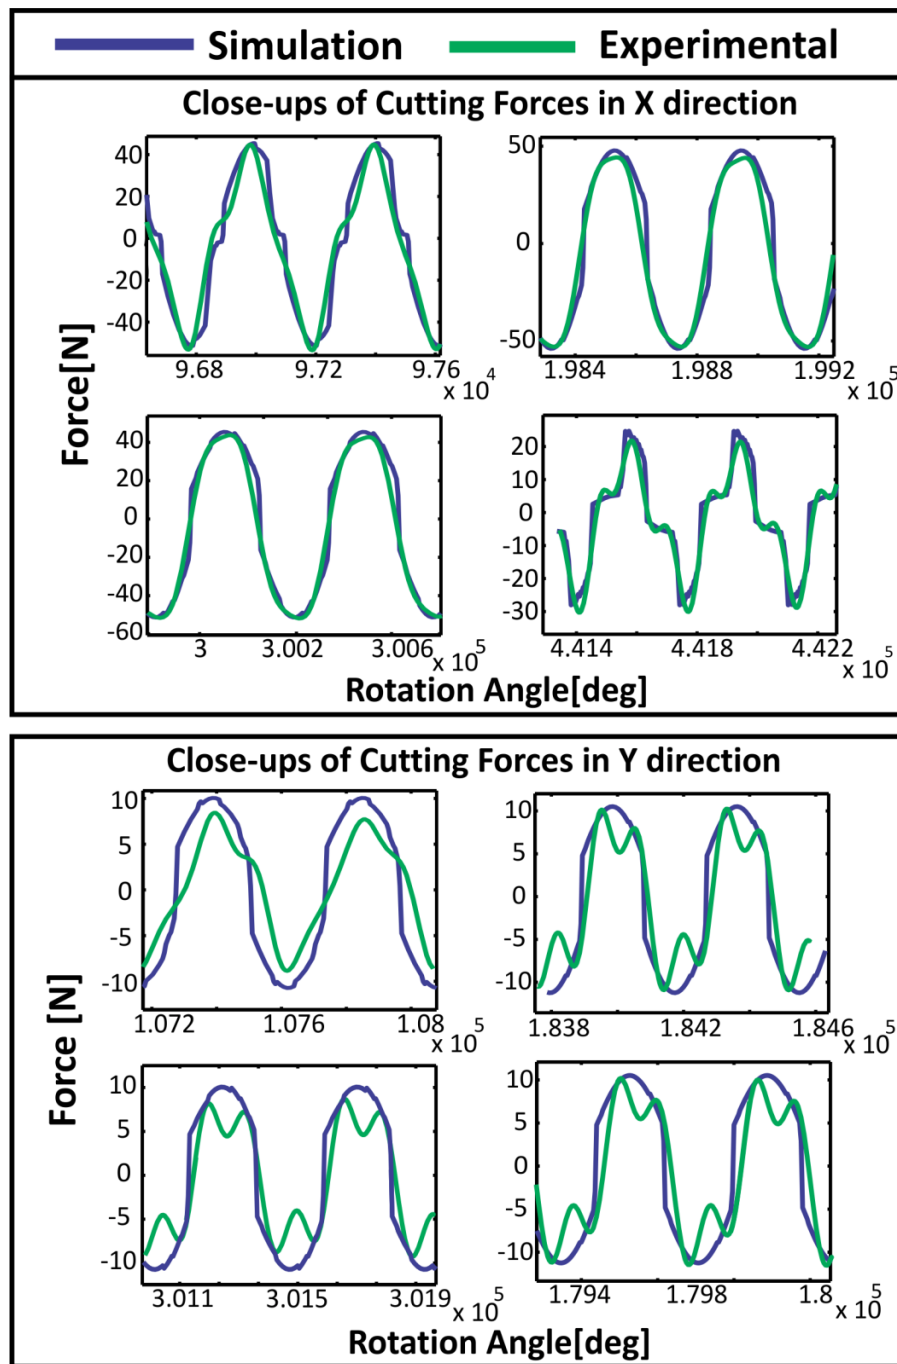 Simulation Experimental
Close-ups of Cutting Forces in X direction
Force[N]
40
20
0
-20
-40
9.68 9.72 9.76
x 10^4
50
0
-50
1.984 1.988 1.992
x 10^5
40
20
0
-20
-40
-60
3 3.002 3.006
x 10^5
20
10
0
-10
-20
-30
4.414 4.418 4.422
x 10^5
Rotation Angle[deg]
Close-ups of Cutting Forces in Y direction
Force [N]
10
5
0
-5
-10
1.072 1.076 1.08
x 10^5
10
5
0
-5
-10
1.838 1.842 1.846
x 10^5
10
5
0
-5
-10
3.011 3.015 3.019
x 10^5
10
5
0
-5
-10
1.794 1.798 1.8
x 10^5
Rotation Angle[deg]